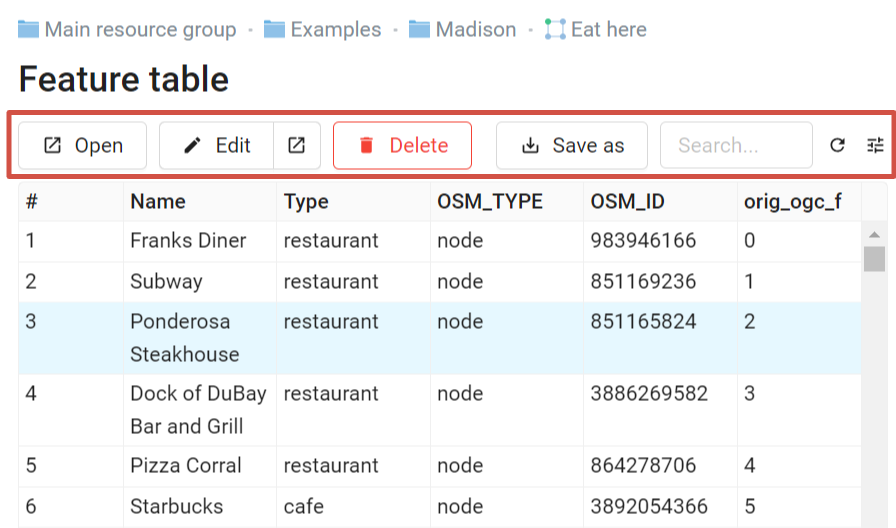 Main resource group · Examples · Madison · Eat here
Feature table
Open Edit Delete Save as Search...
# Name Type OSM_TYPE OSM_ID orig_ogc_f
1 Franks Diner restaurant node 983946166 0
2 Subway restaurant node 851169236 1
3 Ponderosa restaurant node 851165824 2
Steakhouse
4 Dock of DuBay restaurant node 3886269582 3
Bar and Grill
5 Pizza Corral restaurant node 864278706 4
6 Starbucks cafe node 3892054366 5